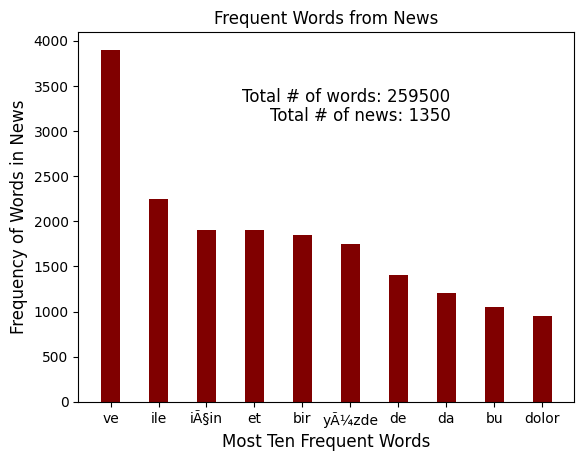 Frequent Words from News
4000
3500
3000
2500
2000
1500
1000
500
0
Frequency of Words in News
Total # of words: 259500
Total # of news: 1350
ve ile iÃ§in et bir yÃ¼zde de da bu dolor
Most Ten Frequent Words